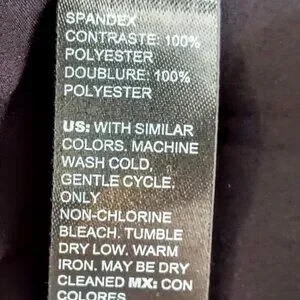 SPANDEX
CONTRASTE: 100%
POLYESTER
DOUBLURE: 100%
POLYESTER
US: WITH SIMILAR
COLORS. MACHINE
WASH COLD,
GENTLE CYCLE.
ONLY
NON-CHLORINE
BLEACH. TUMBLE
DRY LOW. WARM
IRON. MAY BE DRY
CLEANED MX: CON
COLORES